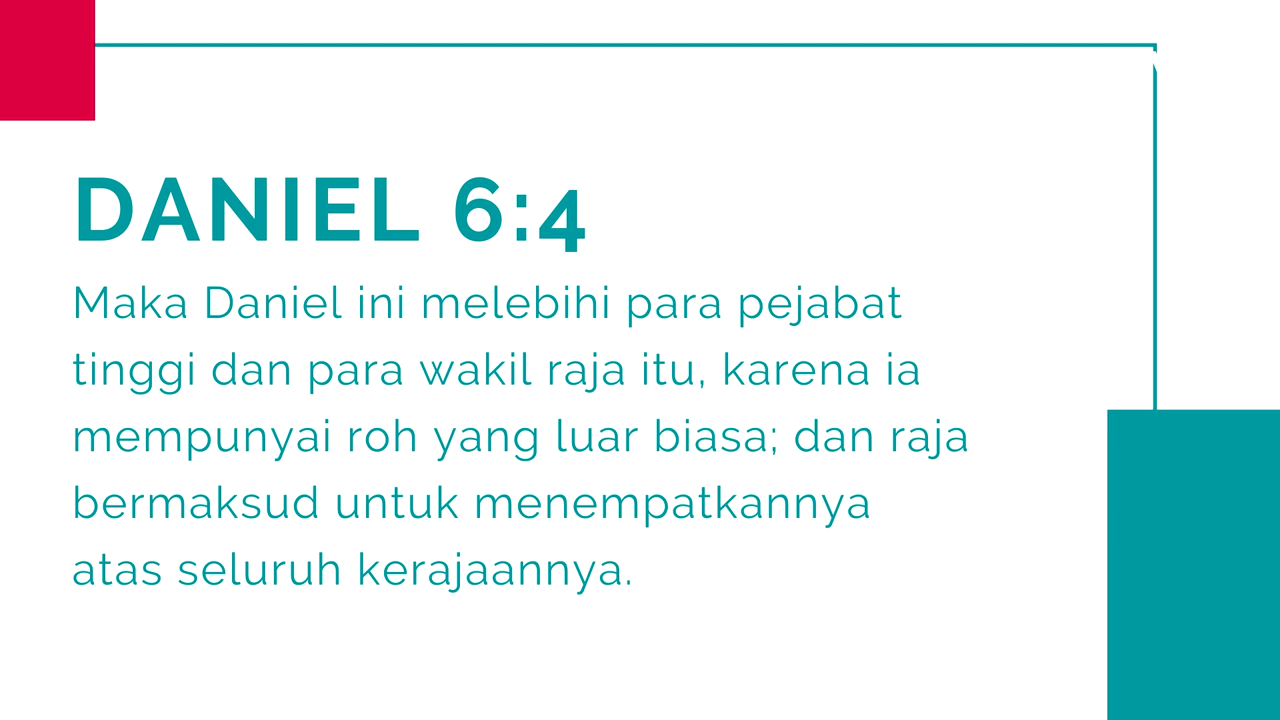 DANIEL 6:4
Maka Daniel ini melebihi para pejabat
tinggi dan para wakil raja itu, karena ia
mempunyai roh yang luar biasa; dan raja
bermaksud untuk menempatkannya
atas seluruh kerajaannya.